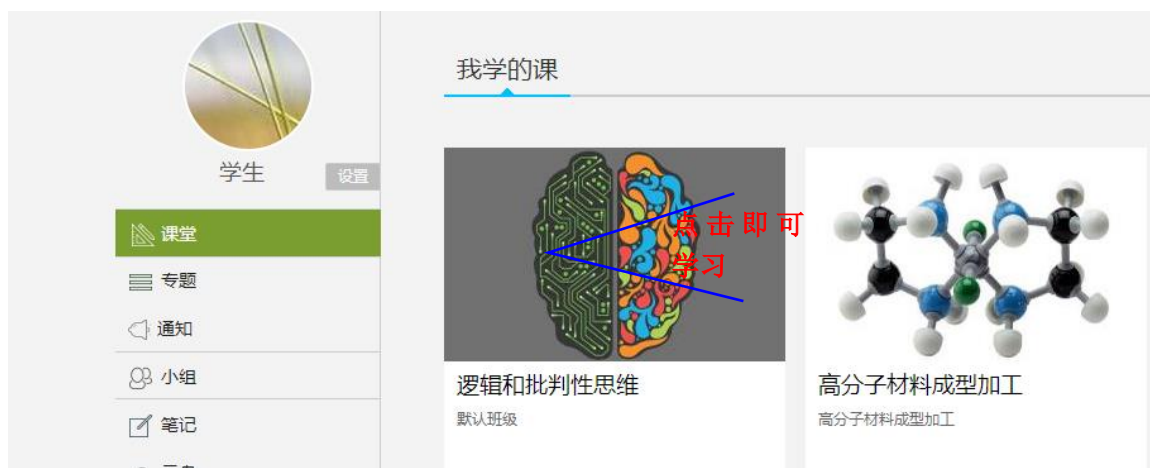 我学的课
学生
设置
课堂
专题
通知
小组
笔记
点击即可
学习
逻辑和批判性思维
默认班级
高分子材料成型加工
高分子材料成型加工